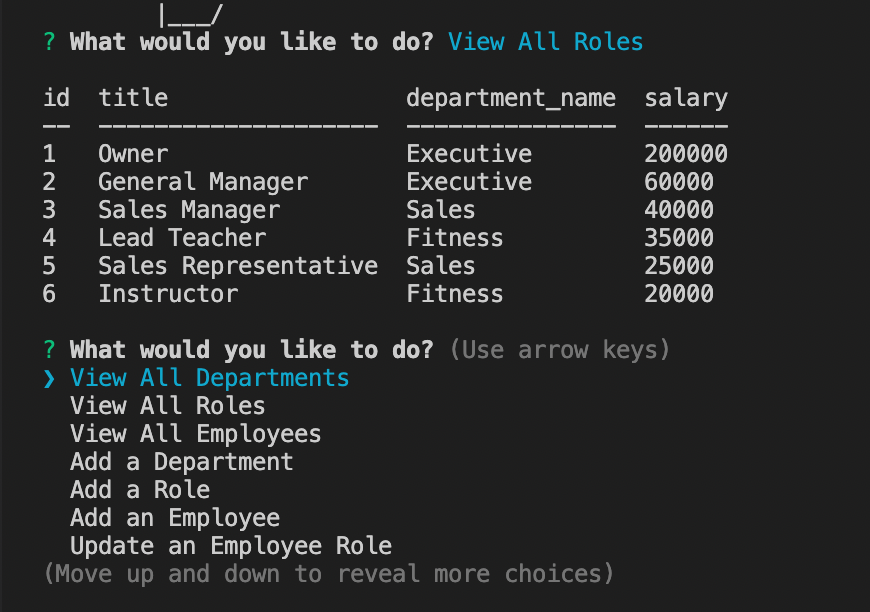 |___/
? What would you like to do? View All Roles
id  title                 department_name  salary
--  --------------------  ---------------  ------
1   Owner                 Executive        200000
2   General Manager       Executive        60000
3   Sales Manager         Sales            40000
4   Lead Teacher          Fitness          35000
5   Sales Representative  Sales            25000
6   Instructor            Fitness          20000
? What would you like to do? (Use arrow keys)
❯ View All Departments
  View All Roles
  View All Employees
  Add a Department
  Add a Role
  Add an Employee
  Update an Employee Role
(Move up and down to reveal more choices)